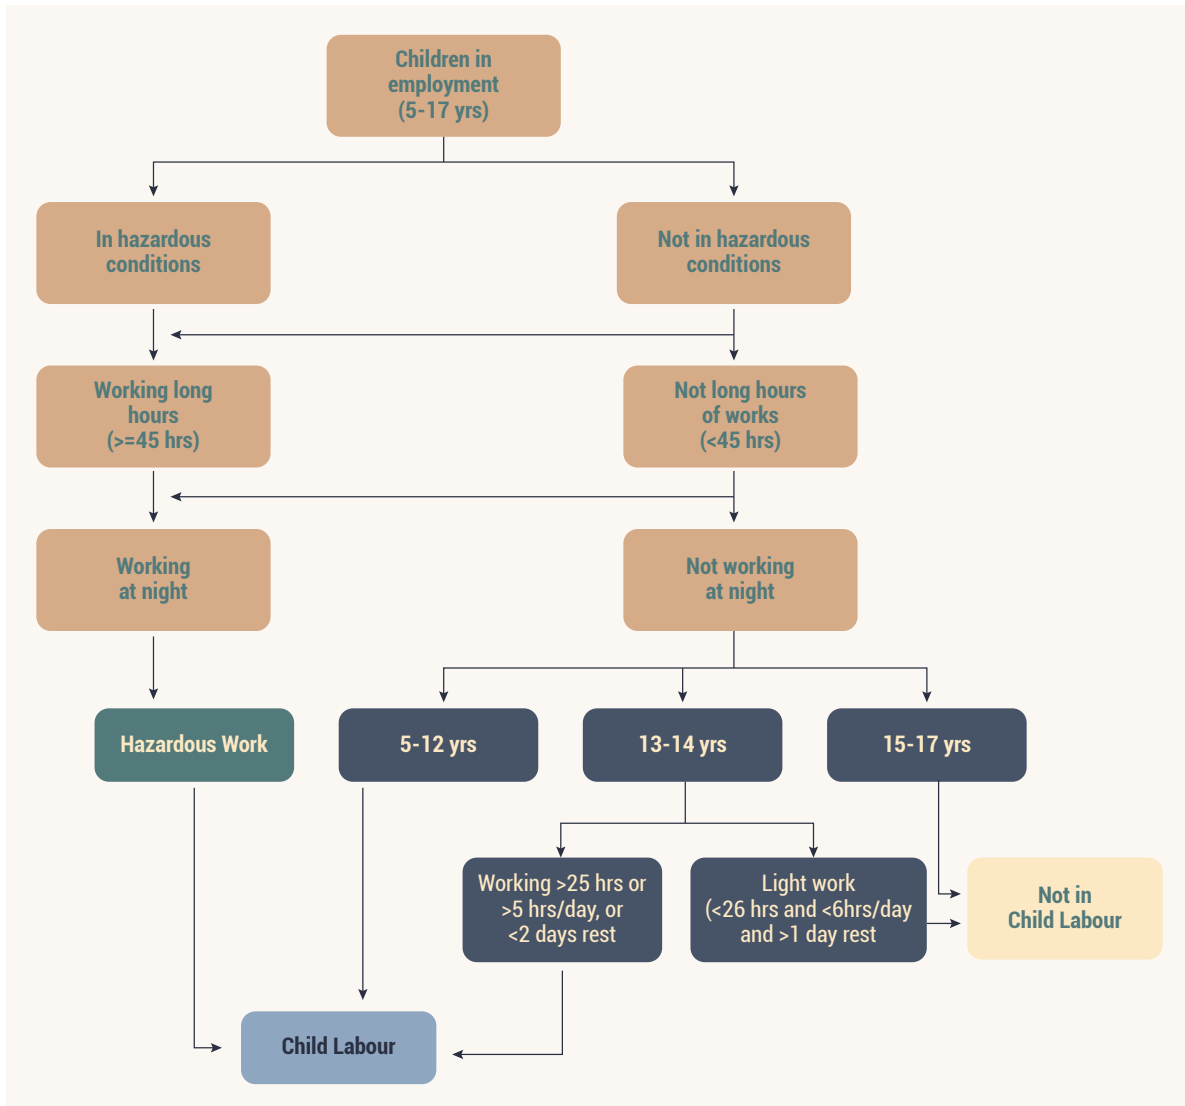 Children in
employment
(5-17 yrs)
In hazardous
conditions
Not in hazardous
conditions
Working long
hours
(>=45 hrs)
Not long hours
of works
(<45 hrs)
Working
at night
Not working
at night
Hazardous Work
5-12 yrs
13-14 yrs
15-17 yrs
Working >25 hrs or
>5 hrs/day, or
<2 days rest
Light work
(<26 hrs and <6hrs/day
and >1 day rest
Not in
Child Labour
Child Labour